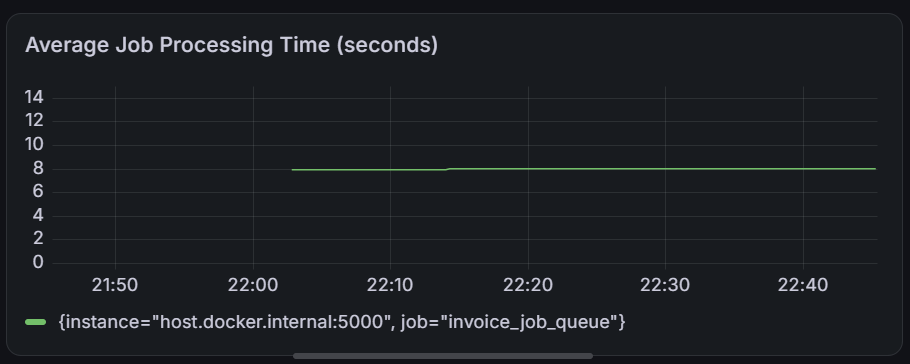 Average Job Processing Time (seconds)
14
12
10
8
6
4
2
0
21:50 22:00 22:10 22:20 22:30 22:40
{instance="host.docker.internal:5000", job="invoice_job_queue"}